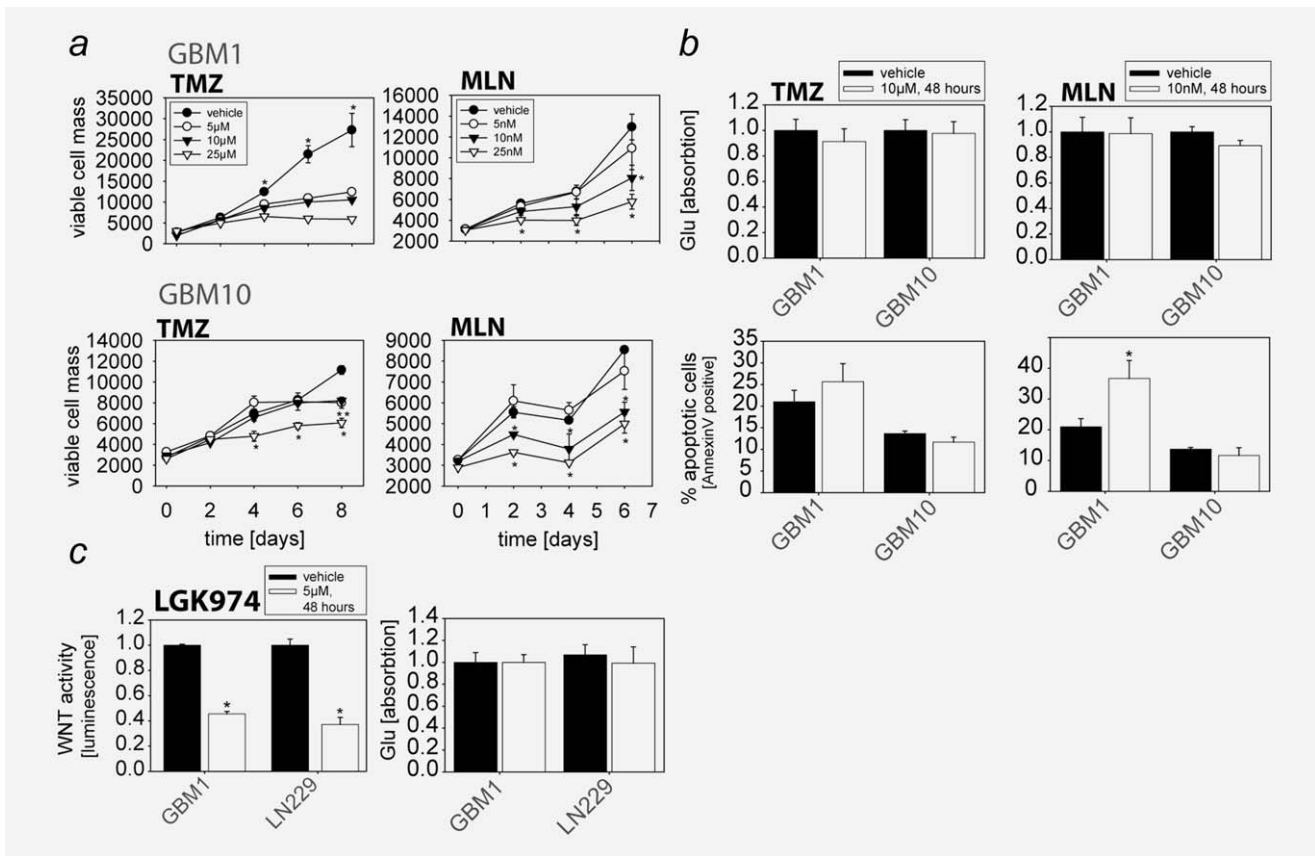 a
GBM1
TMZ
viable cell mass
35000
30000
25000
20000
15000
10000
5000
0
vehicle
5µM
10µM
25µM
*
*
*
MLN
16000
14000
12000
10000
8000
6000
4000
2000
vehicle
5nM
10nM
25nM
*
*
*
*
GBM10
TMZ
viable cell mass
14000
12000
10000
8000
6000
4000
2000
0
**
*
*
*
0 2 4 6 8
time [days]
MLN
9000
8000
7000
6000
5000
4000
3000
2000
*
*
*
*
*
*
0 1 2 3 4 5 6 7
time [days]
b
TMZ
vehicle
10µM, 48 hours
Glu [absorbtion]
1.2
1.0
0.8
0.6
0.4
0.2
0.0
GBM1
GBM10
MLN
vehicle
10nM, 48 hours
1.2
1.0
0.8
0.6
0.4
0.2
0.0
GBM1
GBM10
% apoptotic cells
[AnnexinV positive]
35
30
25
20
15
10
5
0
GBM1
GBM10
40
30
20
10
0
*
GBM1
GBM10
c
LGK974
vehicle
5µM,
48 hours
WNT activity
[luminescence]
1.2
1.0
0.8
0.6
0.4
0.2
0.0
*
*
GBM1
LN229
Glu [absorbtion]
1.4
1.2
1.0
0.8
0.6
0.4
0.2
0.0
GBM1
LN229